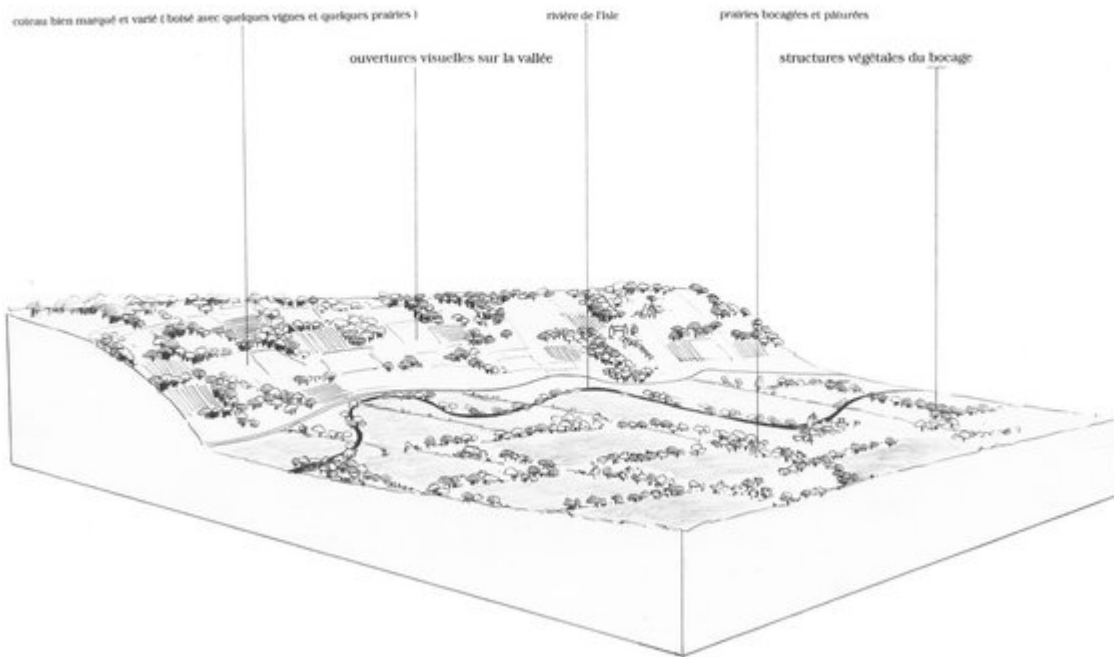 coteau bien marqué et varié ( boisé avec quelques vignes et quelques prairies )
rivière de l'Isle
prairies bocagées et pâturées
ouvertures visuelles sur la vallée
structures végétales du bocage